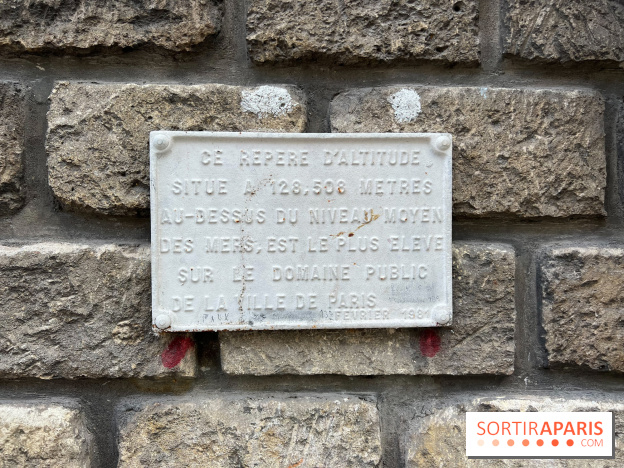 CE REPERE D'ALTITUDE
SITUE A 128,508 METRES
AU-DESSUS DU NIVEAU MOYEN
DES MERS, EST LE PLUS ELEVE
SUR LE DOMAINE PUBLIC
DE LA VILLE DE PARIS
FEVRIER
SORTIRAPARIS
.COM